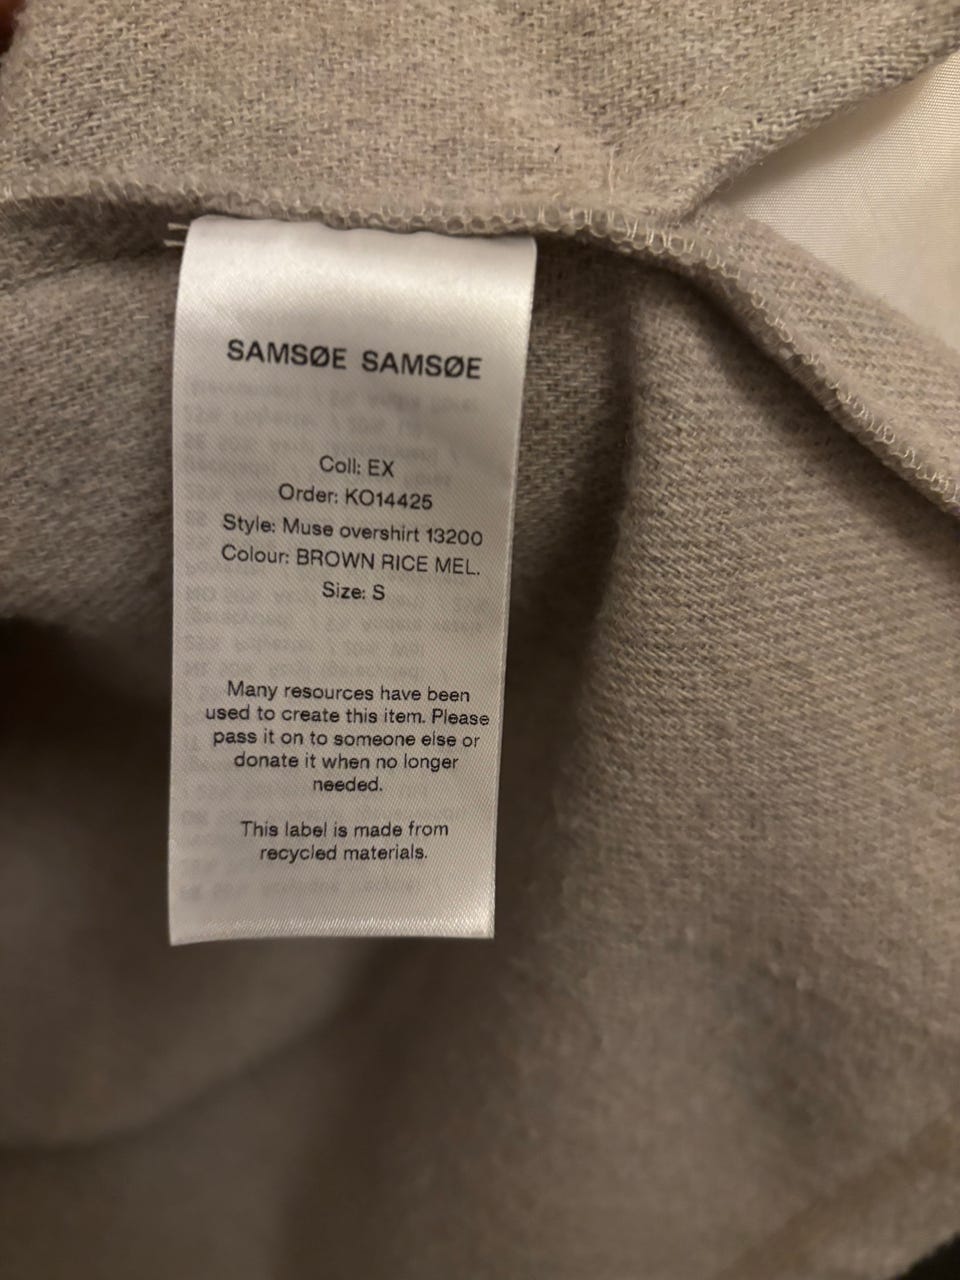 SAMSØE SAMSØE
Coll: EX
Order: KO14425
Style: Muse overshirt 13200
Colour: BROWN RICE MEL.
Size: S
Many resources have been
used to create this item. Please
pass it on to someone else or
donate it when no longer
needed.
This label is made from
recycled materials.